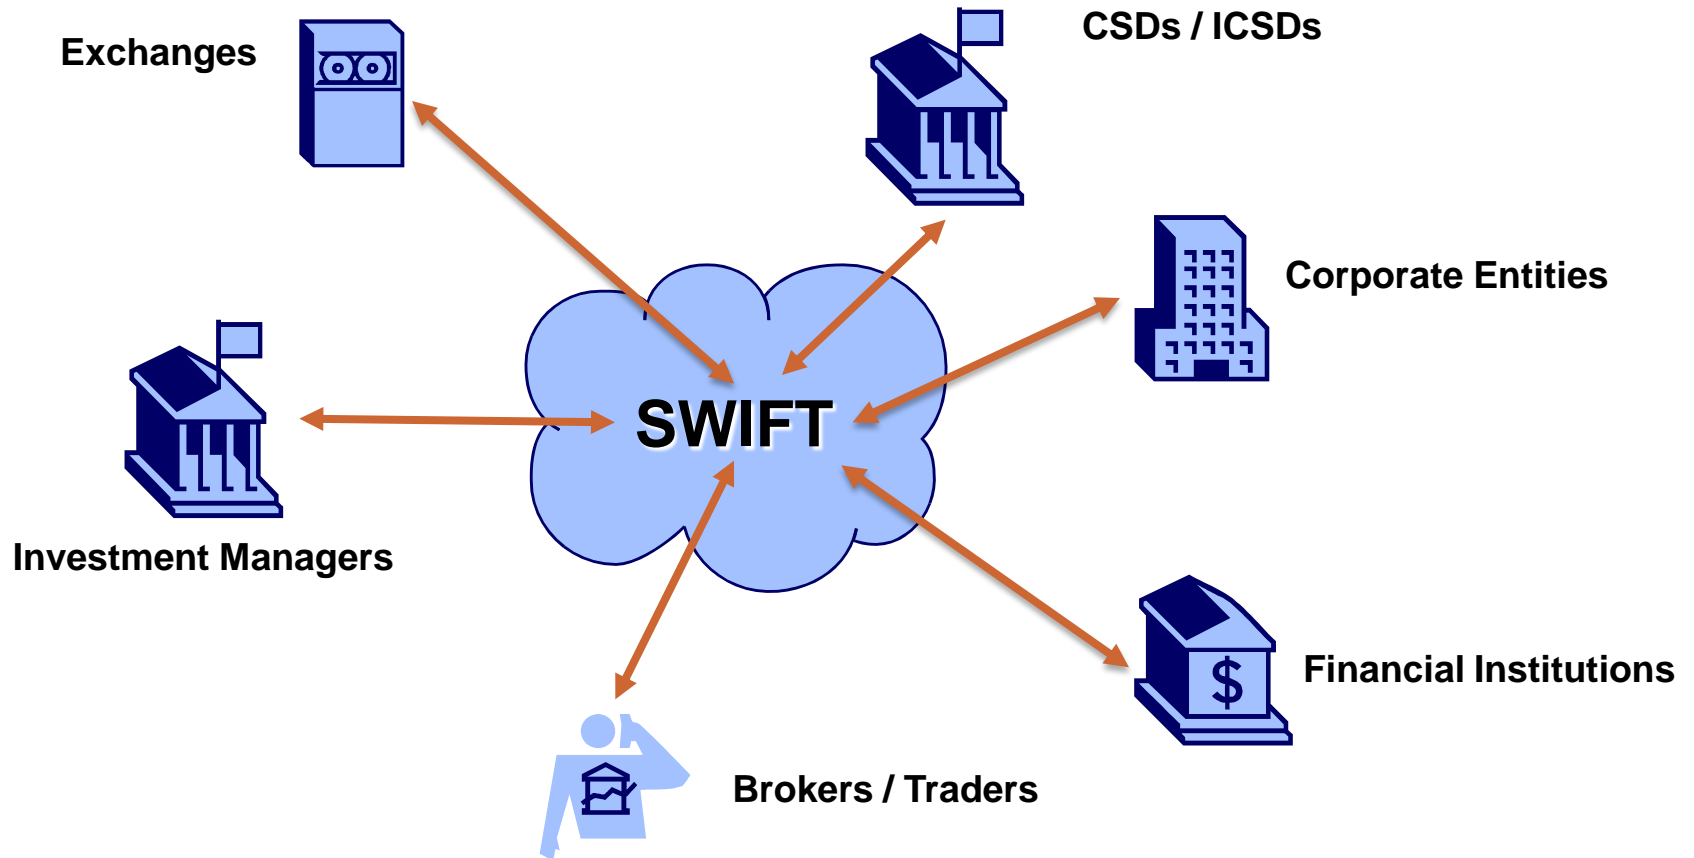 CSDs / ICSDs
Exchanges
Corporate Entities
SWIFT
Investment Managers
$
Financial Institutions
Brokers / Traders